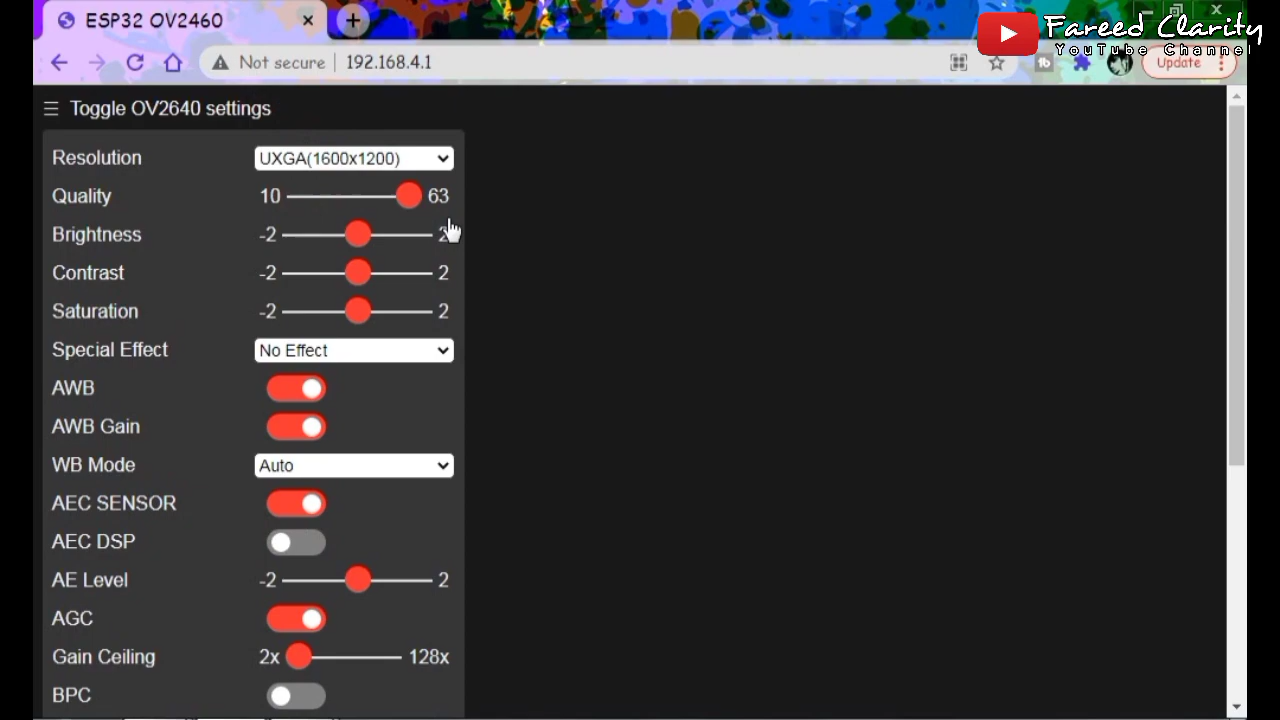 ESP32 OV2460
Fareed Clarity
YouTube Channel
Not secure 192.168.4.1
Update
Toggle OV2640 settings
Resolution UXGA(1600x1200)
Quality 10 63
Brightness -2 2
Contrast -2 2
Saturation -2 2
Special Effect No Effect
AWB
AWB Gain
WB Mode Auto
AEC SENSOR
AEC DSP
AE Level -2 2
AGC
Gain Ceiling 2x 128x
BPC